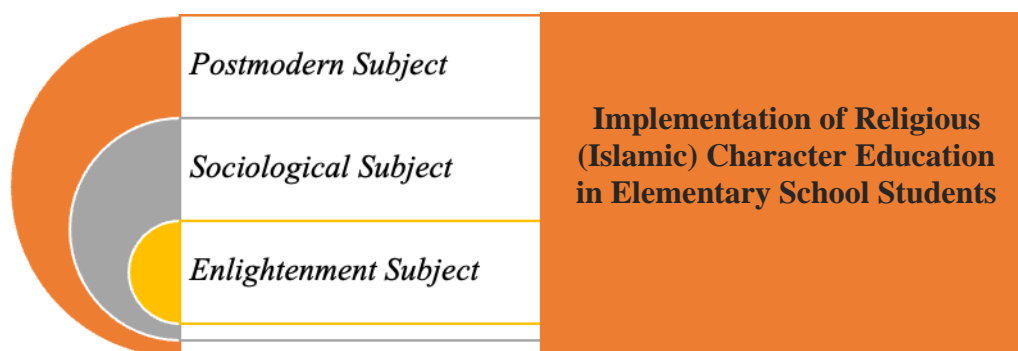 Postmodern Subject
Sociological Subject
Enlightenment Subject
Implementation of Religious
(Islamic) Character Education
in Elementary School Students